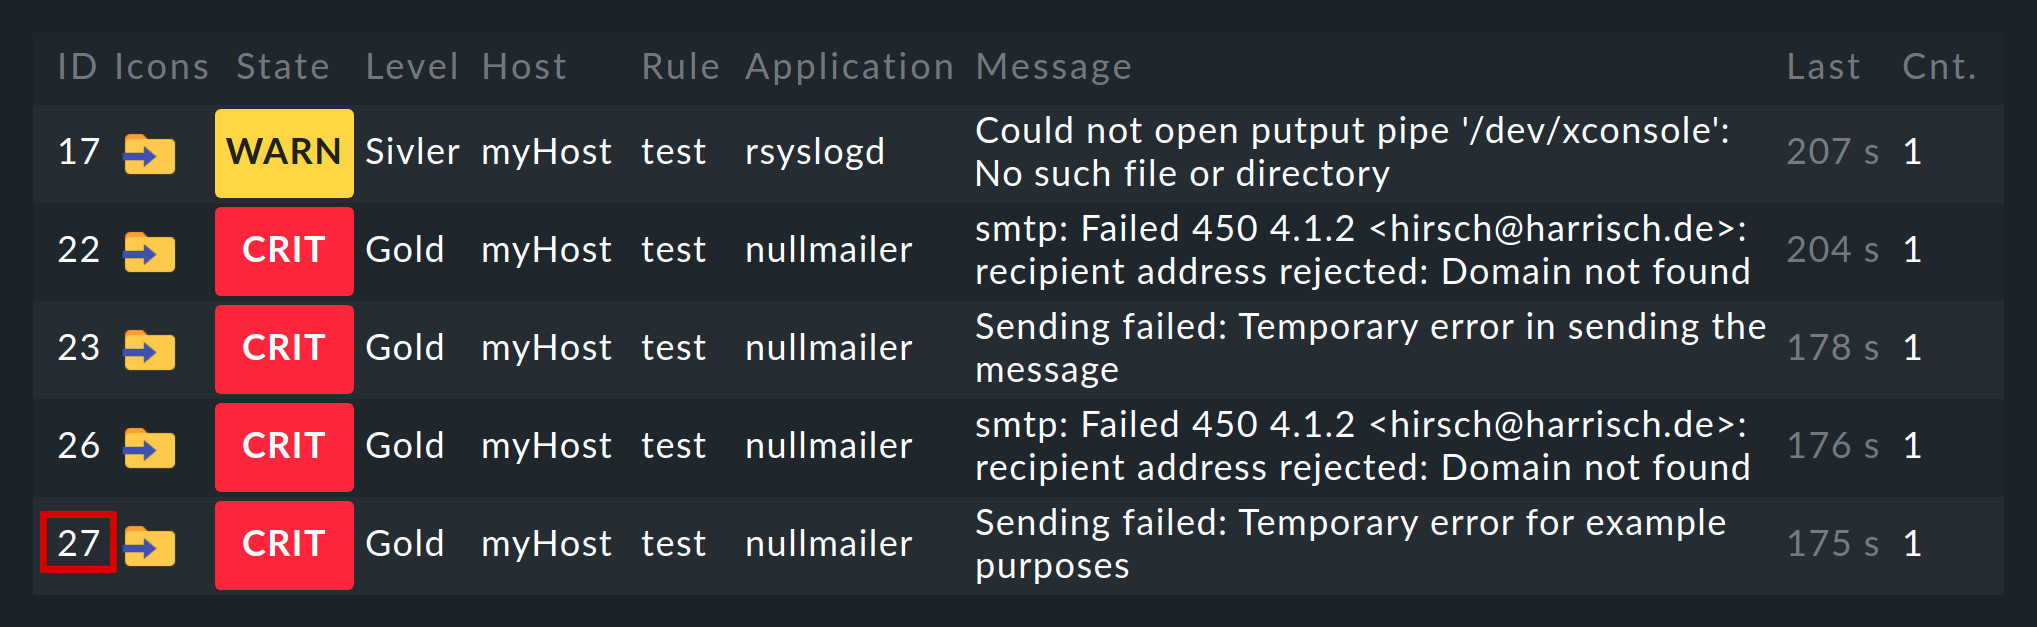 ID Icons State Level Host Rule Application Message Last Cnt.
17 WARN Sivler myHost test rsyslogd Could not open putput pipe '/dev/xconsole': 207 s 1
No such file or directory
22 CRIT Gold myHost test nullmailer smtp: Failed 450 4.1.2 <hirsch@harrisch.de>: 204 s 1
recipient address rejected: Domain not found
23 CRIT Gold myHost test nullmailer Sending failed: Temporary error in sending the 178 s 1
message
26 CRIT Gold myHost test nullmailer smtp: Failed 450 4.1.2 <hirsch@harrisch.de>: 176 s 1
recipient address rejected: Domain not found
27 CRIT Gold myHost test nullmailer Sending failed: Temporary error for example 175 s 1
purposes